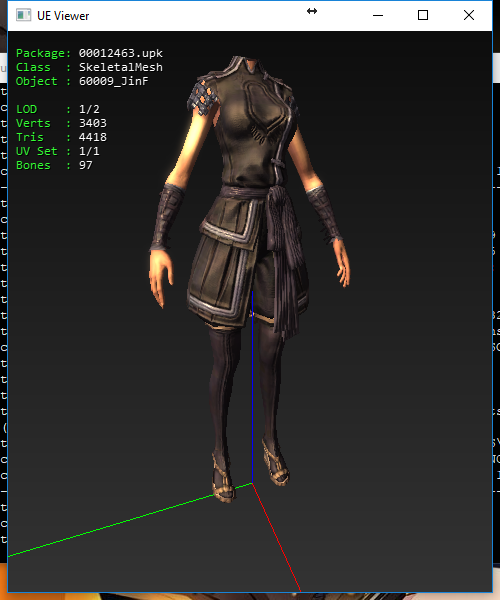 UE Viewer
Package: 00012463.upk
Class : SkeletalMesh
Object : 60009_JinF
LOD : 1/2
Verts : 3403
Tris : 4418
UV Set : 1/1
Bones : 97